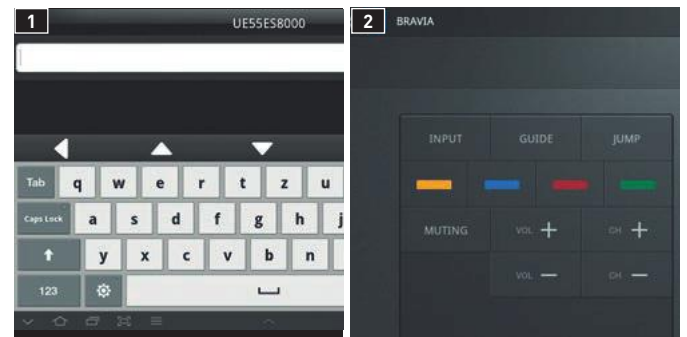 1
UE55ES8000
Tab q w e r t z u
Caps Lock a s d f g h j
y x c v b n
123
2
BRAVIA
INPUT GUIDE JUMP
MUTING VOL + CH +
VOL — CH —